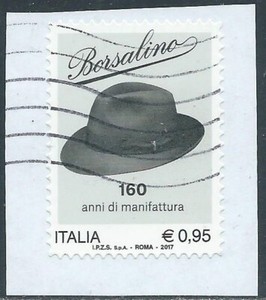 Borsalino
160
anni di manifattura
ITALIA € 0,95
I.P.Z.S. S.p.A. - ROMA - 2017